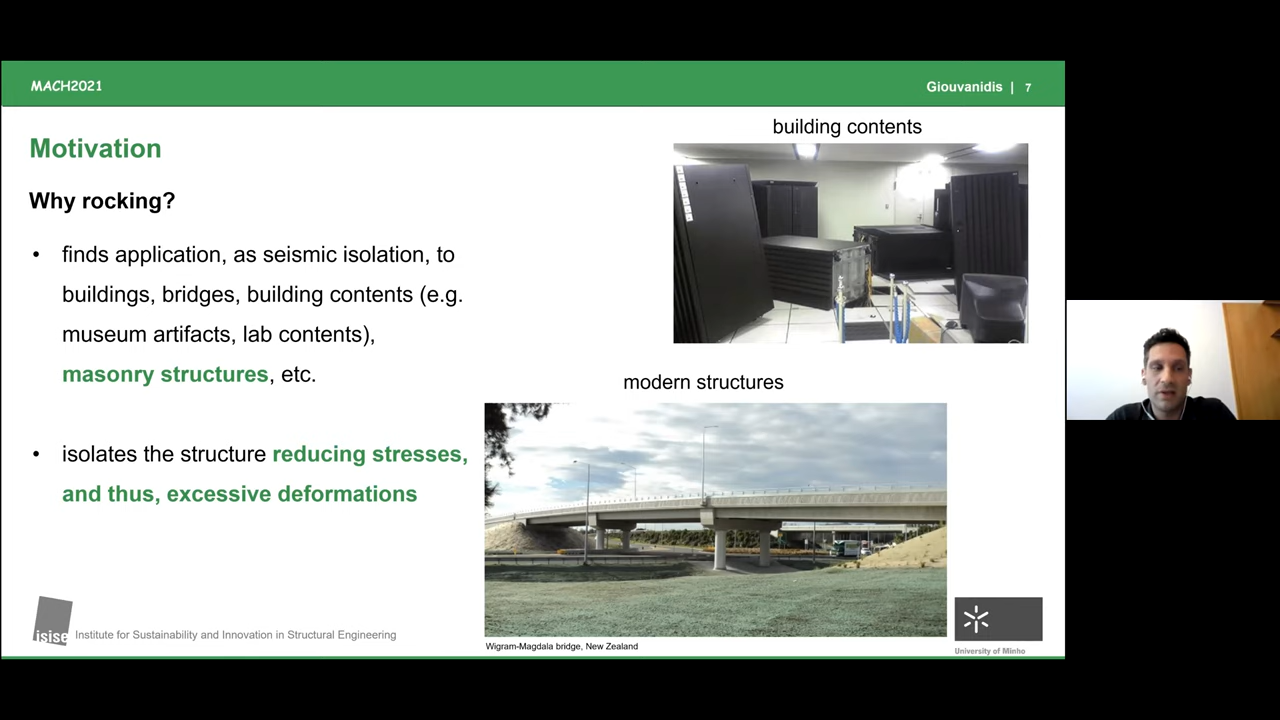 MACH2021
Giouvanidis | 7
Motivation
Why rocking?
• finds application, as seismic isolation, to
buildings, bridges, building contents (e.g.
museum artifacts, lab contents),
masonry structures, etc.
• isolates the structure reducing stresses,
and thus, excessive deformations
building contents
modern structures
Wigram-Magdala bridge, New Zealand
isise Institute for Sustainability and Innovation in Structural Engineering
University of Minho